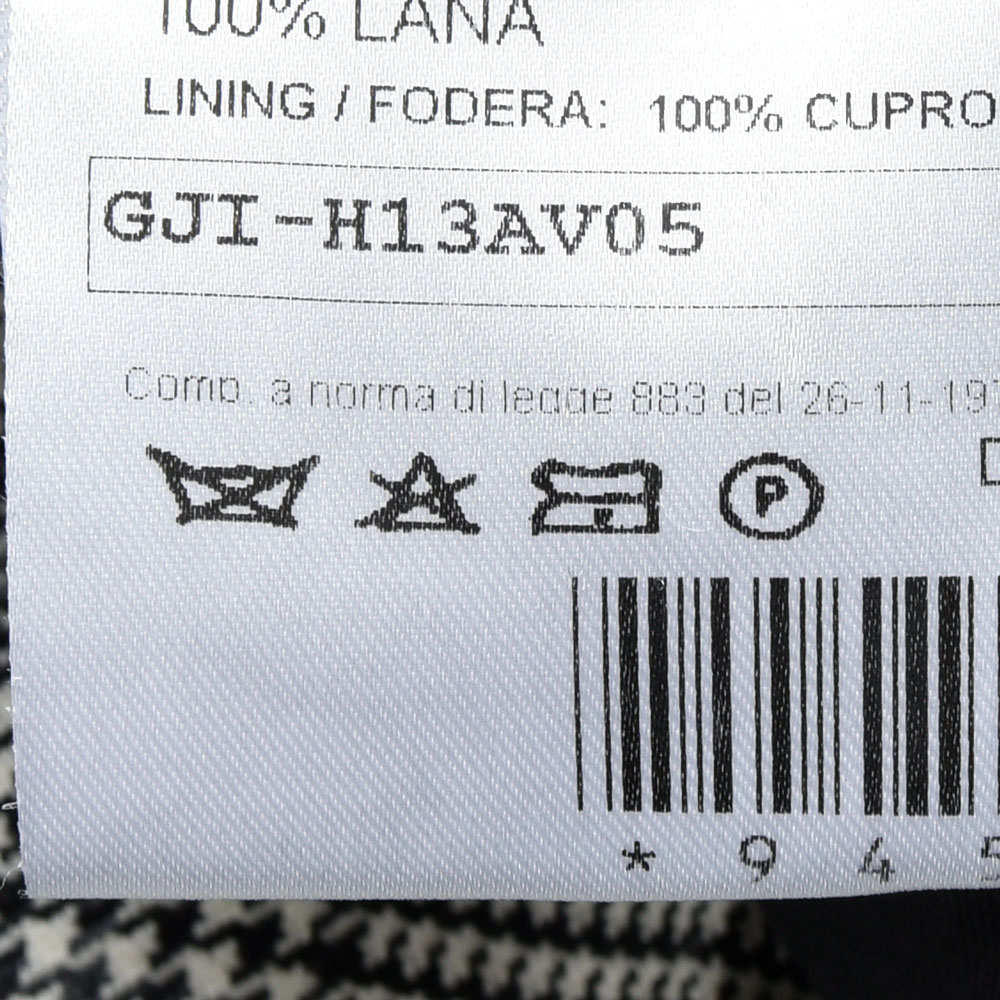 100% LANA
LINING / FODERA: 100% CUPRO
GJI-H13AV05
Comp. a norma di legge 883 del 26-11-197
P
* 9 4 5